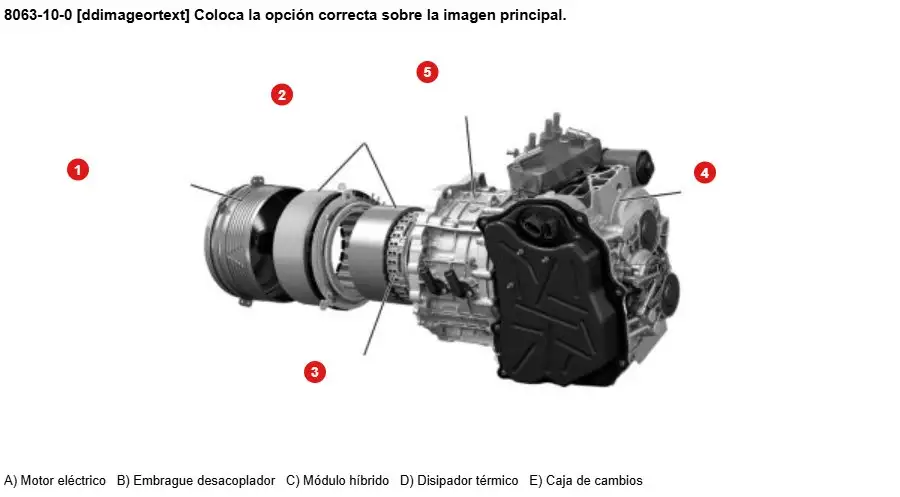 8063-10-0 [ddimageortext] Coloca la opción correcta sobre la imagen principal.
5
2
1
4
3
A) Motor eléctrico B) Embrague desacoplador C) Módulo híbrido D) Disipador térmico E) Caja de cambios